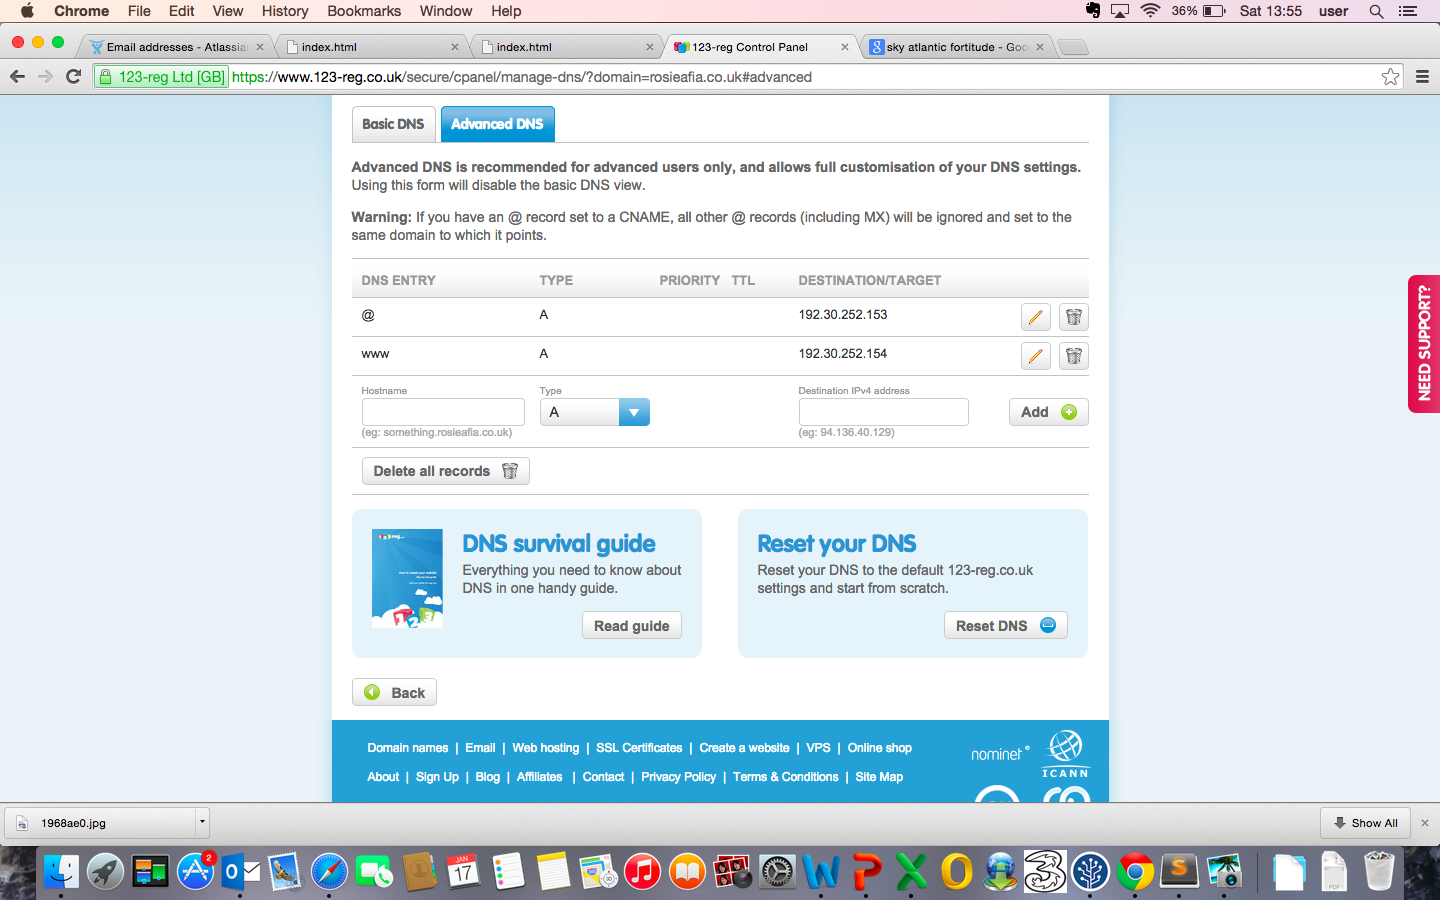 Chrome File Edit View History Bookmarks Window Help 36% Sat 13:55 user
Email addresses - Atlassian index.html index.html 123-reg Control Panel sky atlantic fortitude - Goo
123-reg Ltd [GB] https://www.123-reg.co.uk/secure/cpanel/manage-dns/?domain=rosieafia.co.uk#advanced
Basic DNS Advanced DNS
Advanced DNS is recommended for advanced users only, and allows full customisation of your DNS settings.
Using this form will disable the basic DNS view.
Warning: If you have an @ record set to a CNAME, all other @ records (including MX) will be ignored and set to the
same domain to which it points.
DNS ENTRY TYPE PRIORITY TTL DESTINATION/TARGET
@ A 192.30.252.153
www A 192.30.252.154
Hostname Type Destination IPv4 address
A Add
(eg: something.rosieafia.co.uk) (eg: 94.136.40.129)
Delete all records
NEED SUPPORT?
DNS survival guide
Everything you need to know about
DNS in one handy guide.
Read guide
Reset your DNS
Reset your DNS to the default 123-reg.co.uk
settings and start from scratch.
Reset DNS
Back
Domain names | Email | Web hosting | SSL Certificates | Create a website | VPS | Online shop
About | Sign Up | Blog | Affiliates | Contact | Privacy Policy | Terms & Conditions | Site Map
nominet
ICANN
1968ae0.jpg Show All
2
JAN
17